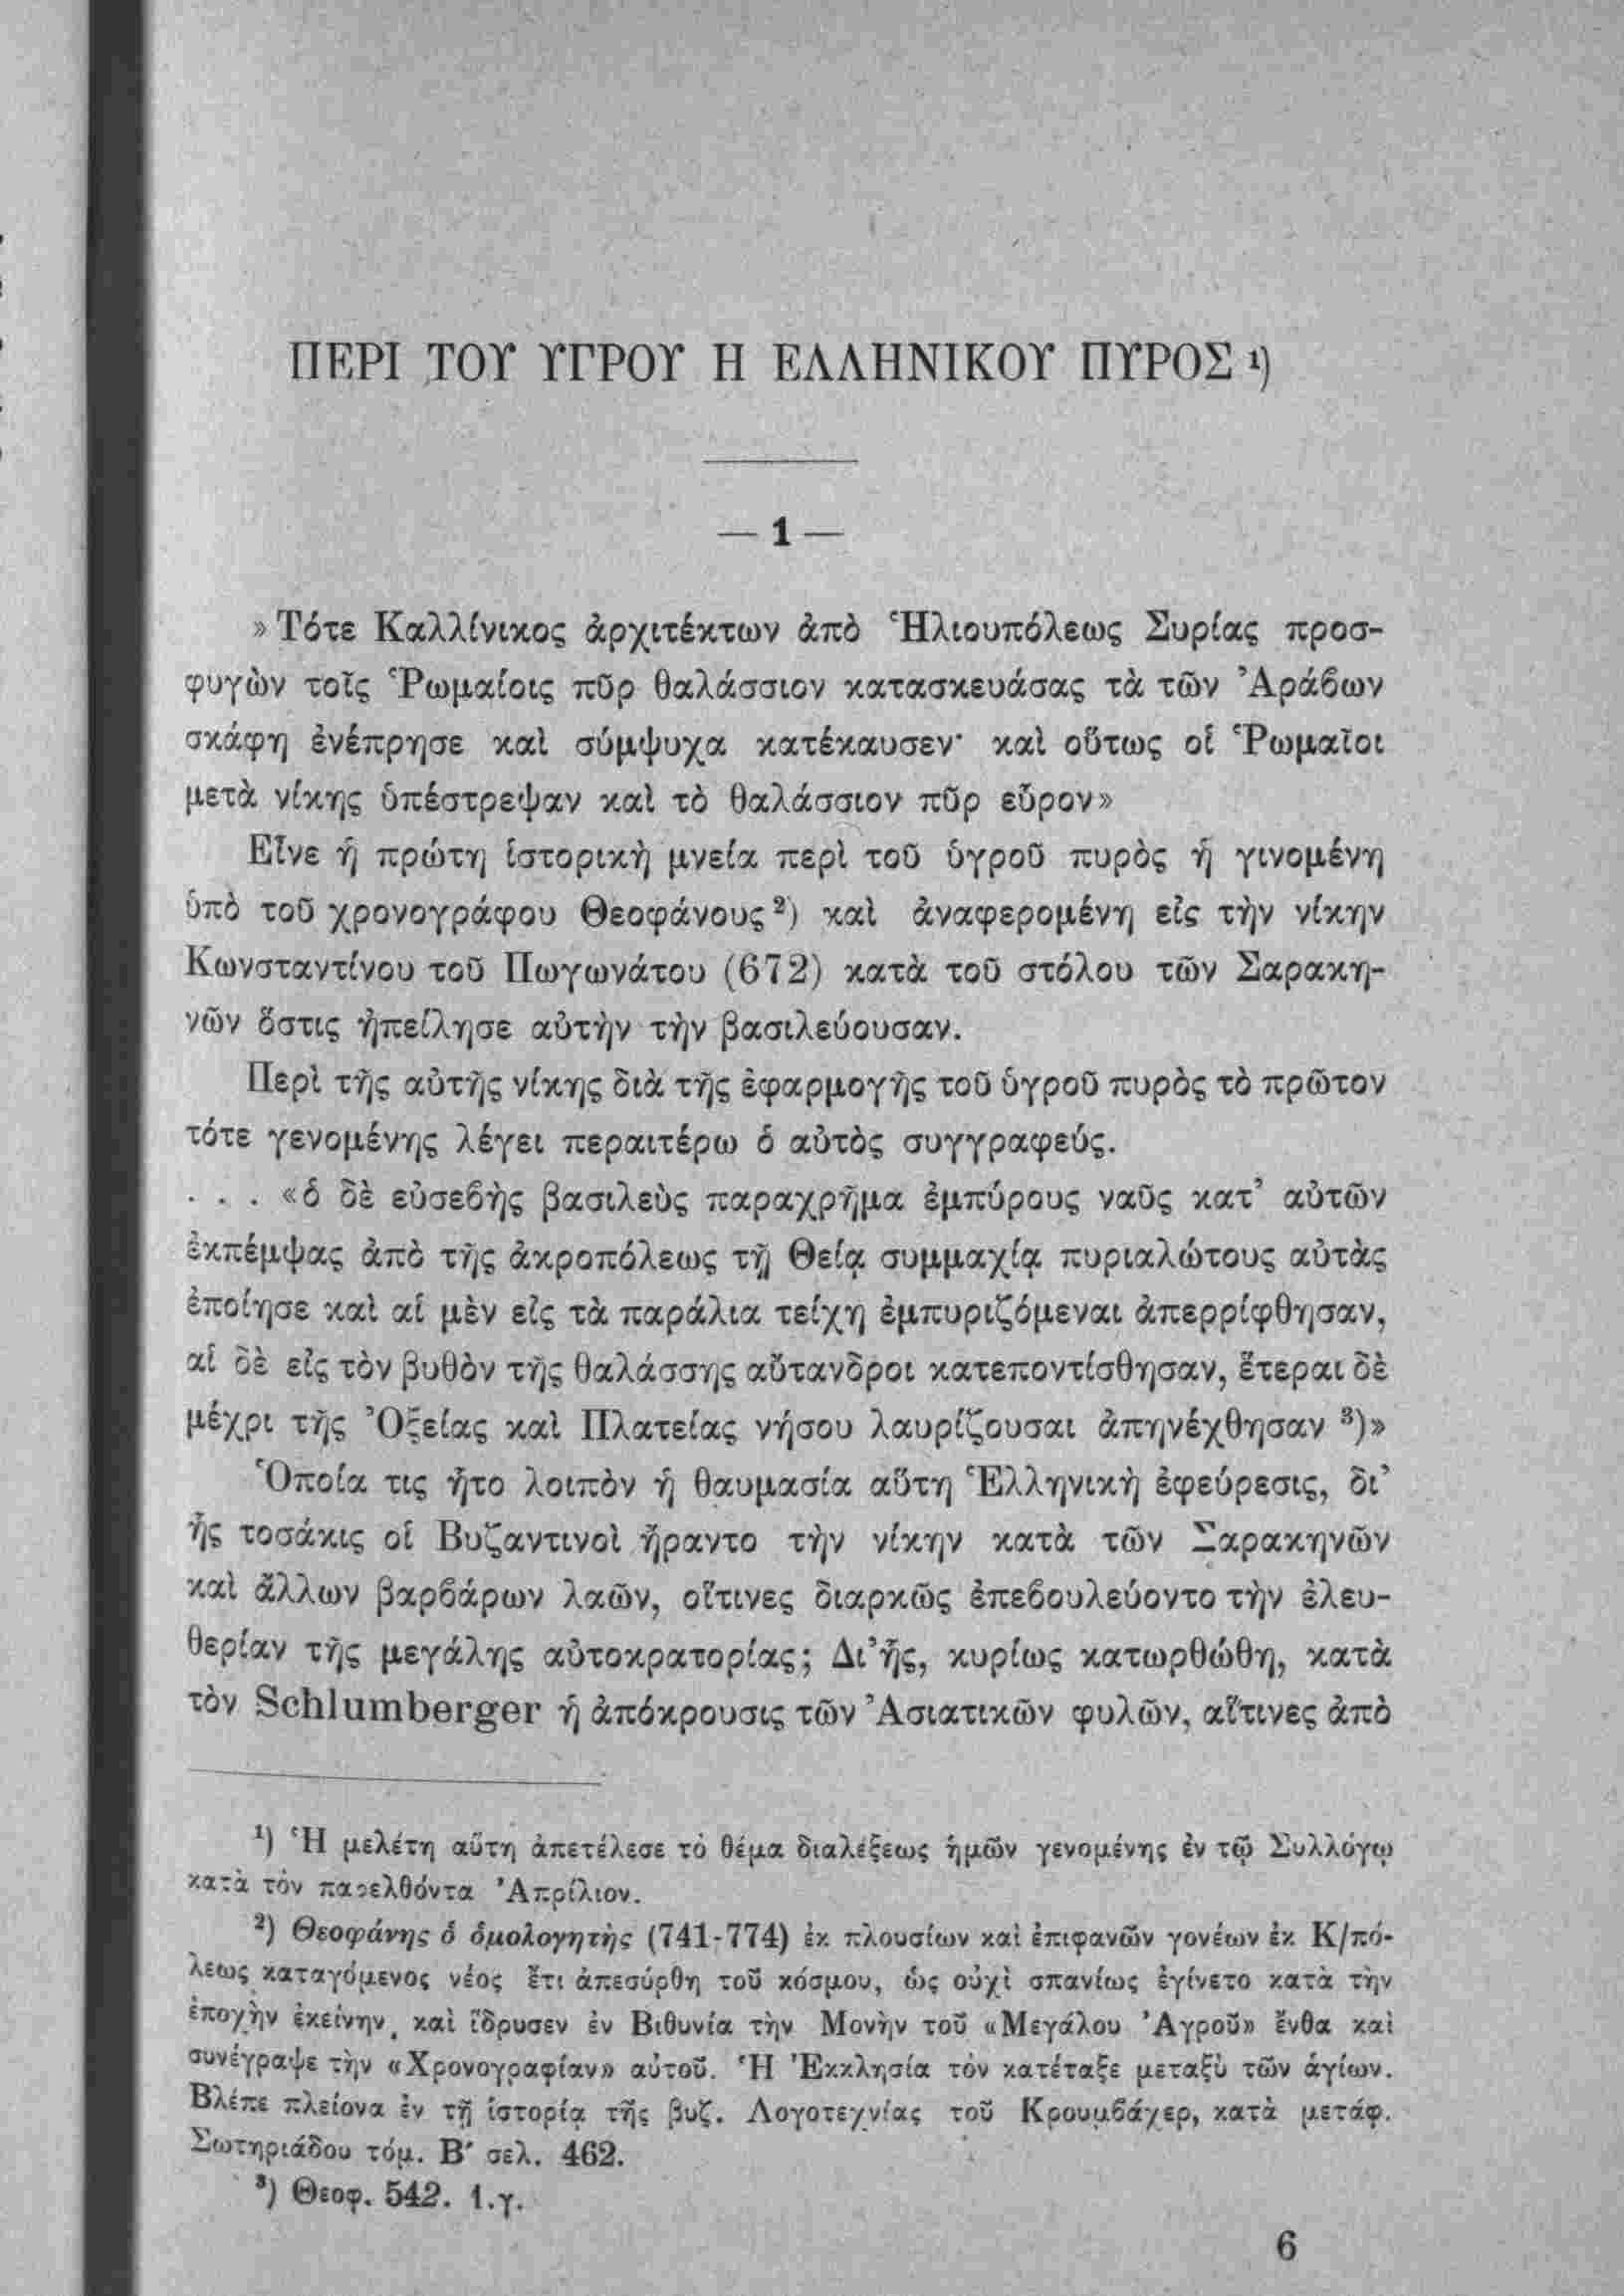 ΠΕΡΙ ΤΟΥ ΥΓΡΟΥ Η ΕΛΛΗΝΙΚΟΥ ΠΥΡΟΣ ¹)
— 1 —
» Τότε Καλλίνικος ἀρχιτέκτων ἀπὸ Ἡλιουπόλεως Συρίας προσ-
φυγὼν τοῖς Ῥωμαίοις πῦρ θαλάσσιον κατασκευάσας τὰ τῶν Ἀράϐων
σκάφη ἐνέπρησε καὶ σύμψυχα κατέκαυσεν· καὶ οὕτως οἱ Ῥωμαῖοι
μετὰ νίκης ὑπέστρεψαν καὶ τὸ θαλάσσιον πῦρ εὗρον»
Εἶνε ἡ πρώτη ἱστορικὴ μνεία περὶ τοῦ ὑγροῦ πυρὸς ἡ γινομένη
ὑπὸ τοῦ χρονογράφου Θεοφάνους ²) καὶ ἀναφερομένη εἰς τὴν νίκην
Κωνσταντίνου τοῦ Πωγωνάτου (672) κατὰ τοῦ στόλου τῶν Σαρακη-
νῶν ὅστις ἠπείλησε αὐτὴν τὴν βασιλεύουσαν.
Περὶ τῆς αὐτῆς νίκης διὰ τῆς ἐφαρμογῆς τοῦ ὑγροῦ πυρὸς τὸ πρῶτον
τότε γενομένης λέγει περαιτέρω ὁ αὐτὸς συγγραφεύς.
. . . «ὁ δὲ εὐσεϐὴς βασιλεὺς παραχρῆμα ἐμπύρους ναῦς κατ’ αὐτῶν
ἐκπέμψας ἀπὸ τῆς ἀκροπόλεως τῇ Θείᾳ συμμαχίᾳ πυριαλώτους αὐτὰς
ἐποίησε καὶ αἱ μὲν εἰς τὰ παράλια τείχη ἐμπυριζόμεναι ἀπερρίφθησαν,
αἱ δὲ εἰς τὸν βυθὸν τῆς θαλάσσης αὔτανδροι κατεποντίσθησαν, ἕτεραι δὲ
μέχρι τῆς Ὀξείας καὶ Πλατείας νήσου λαυρίζουσαι ἀπηνέχθησαν ³)»
Ὁποία τις ἦτο λοιπὸν ἡ θαυμασία αὕτη Ἑλληνικὴ ἐφεύρεσις, δι’
ἧς τοσάκις οἱ Βυζαντινοὶ ἤραντο τὴν νίκην κατὰ τῶν Σαρακηνῶν
καὶ ἄλλων βαρϐάρων λαῶν, οἵτινες διαρκῶς ἐπεϐουλεύοντο τὴν ἐλευ-
θερίαν τῆς μεγάλης αὐτοκρατορίας; Δι’ἧς, κυρίως κατωρθώθη, κατὰ
τὸν Schlumberger ἡ ἀπόκρουσις τῶν Ἀσιατικῶν φυλῶν, αἵτινες ἀπὸ
¹) Ἡ μελέτη αὕτη ἀπετέλεσε τὸ θέμα διαλέξεως ἡμῶν γενομένης ἐν τῷ Συλλόγῳ
κατὰ τὸν παρελθόντα Ἀπρίλιον.
²) Θεοφάνης ὁ ὁμολογητὴς (741-774) ἐκ πλουσίων καὶ ἐπιφανῶν γονέων ἐκ Κ/πό-
λεως καταγόμενος νέος ἔτι ἀπεσύρθη τοῦ κόσμου, ὡς οὐχὶ σπανίως ἐγίνετο κατὰ τὴν
ἐποχὴν ἐκείνην, καὶ ἵδρυσεν ἐν Βιθυνίᾳ τὴν Μονὴν τοῦ «Μεγάλου Ἀγροῦ» ἔνθα καὶ
συνέγραψε τὴν «Χρονογραφίαν» αὐτοῦ. Ἡ Ἐκκλησία τὸν κατέταξε μεταξὺ τῶν ἁγίων.
Βλέπε πλείονα ἐν τῇ ἱστορίᾳ τῆς βυζ. Λογοτεχνίας τοῦ Κρουμϐάχερ, κατὰ μετάφ.
Σωτηριάδου τόμ. Β′ σελ. 462.
³) Θεοφ. 542. 1.γ.
6